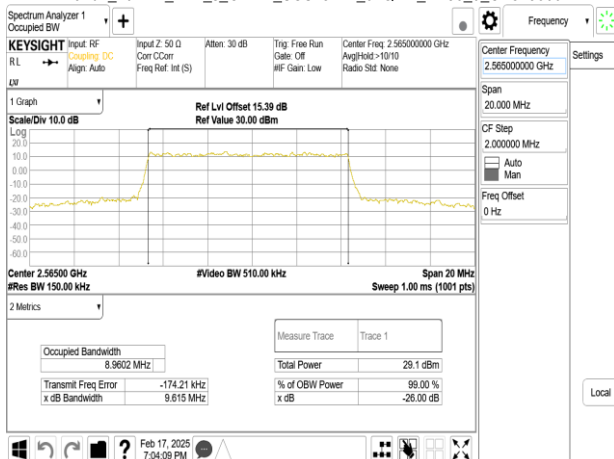 Spectrum Analyzer 1
Occupied BW
Frequency
KEYSIGHT
R L
Input: RF
Coupling: DC
Align: Auto
Input Z: 50 Ω
Corr CCorr
Freq Ref: Int (S)
Atten: 30 dB
Trig: Free Run
Gate: Off
#IF Gain: Low
Center Freq: 2.565000000 GHz
Avg|Hold:>10/10
Radio Std: None
Center Frequency
2.565000000 GHz
Settings
Span
20.000 MHz
CF Step
2.000000 MHz
Auto
Man
Freq Offset
0 Hz
Local
1 Graph
Scale/Div 10.0 dB
Ref Lvl Offset 15.39 dB
Ref Value 30.00 dBm
Log
20.0
10.0
0.00
-10.0
-20.0
-30.0
-40.0
-50.0
-60.0
Center 2.56500 GHz
#Video BW 510.00 kHz
Span 20 MHz
#Res BW 150.00 kHz
Sweep 1.00 ms (1001 pts)
2 Metrics
Measure Trace
Trace 1
Occupied Bandwidth
8.9602 MHz
Total Power
29.1 dBm
Transmit Freq Error
-174.21 kHz
% of OBW Power
99.00 %
x dB Bandwidth
9.615 MHz
x dB
-26.00 dB
Feb 17, 2025
7:04:09 PM